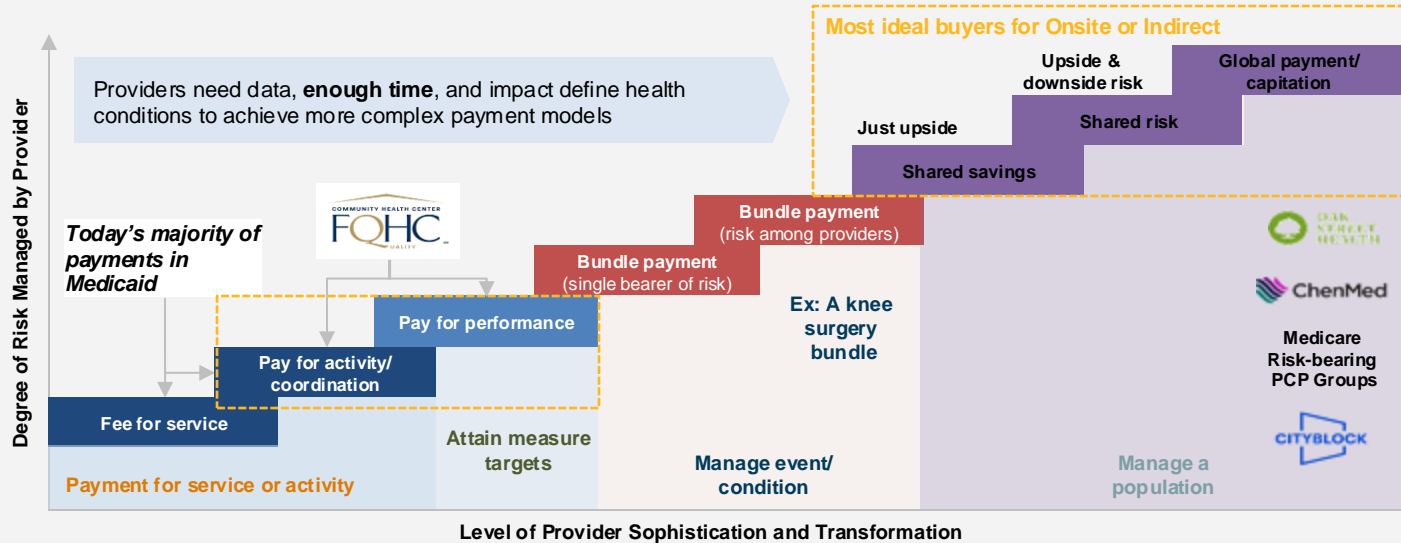 Most ideal buyers for Onsite or Indirect
Degree of Risk Managed by Provider
Providers need data, enough time, and impact define health
conditions to achieve more complex payment models
Upside &
downside risk
Global payment/
capitation
Just upside
Shared risk
Shared savings
COMMUNITY HEALTH CENTER
FQHC
QUALITY
Today's majority of
payments in
Medicaid
Bundle payment
(risk among providers)
Bundle payment
(single bearer of risk)
OAK
STREET
HEALTH
ChenMed
Ex: A knee
surgery
bundle
Pay for performance
Pay for activity/
coordination
Medicare
Risk-bearing
PCP Groups
Fee for service
CITYBLOCK
Attain measure
targets
Manage event/
condition
Manage a
population
Payment for service or activity
Level of Provider Sophistication and Transformation